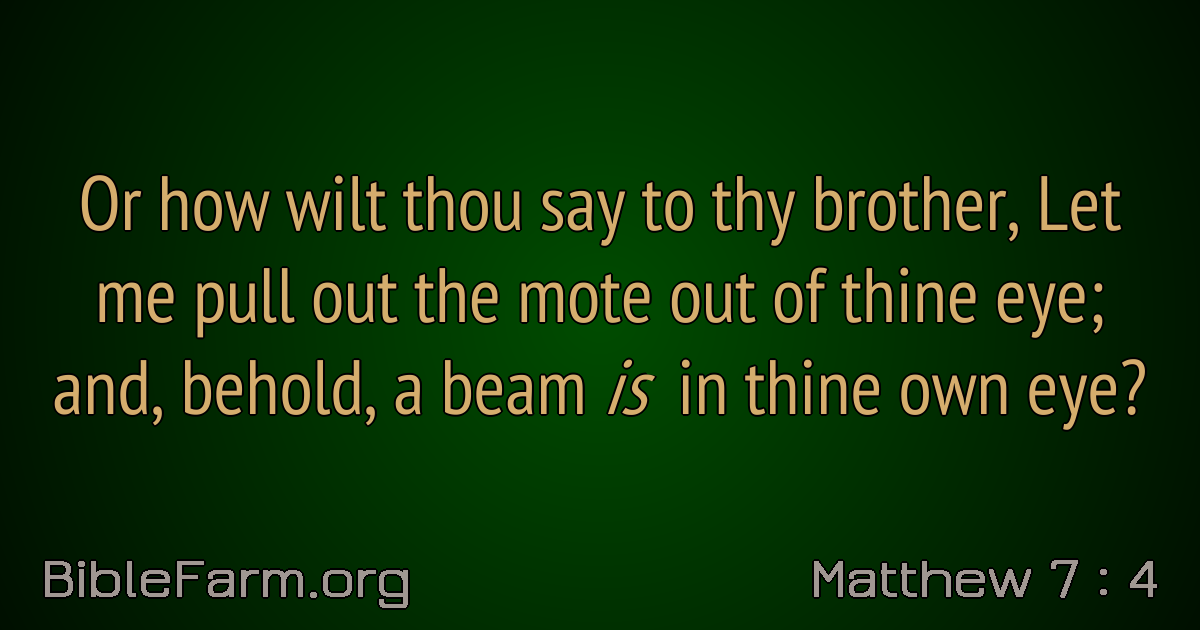 Or how wilt thou say to thy brother, Let
me pull out the mote out of thine eye;
and, behold, a beam is in thine own eye?
BibleFarm.org
Matthew 7 : 4